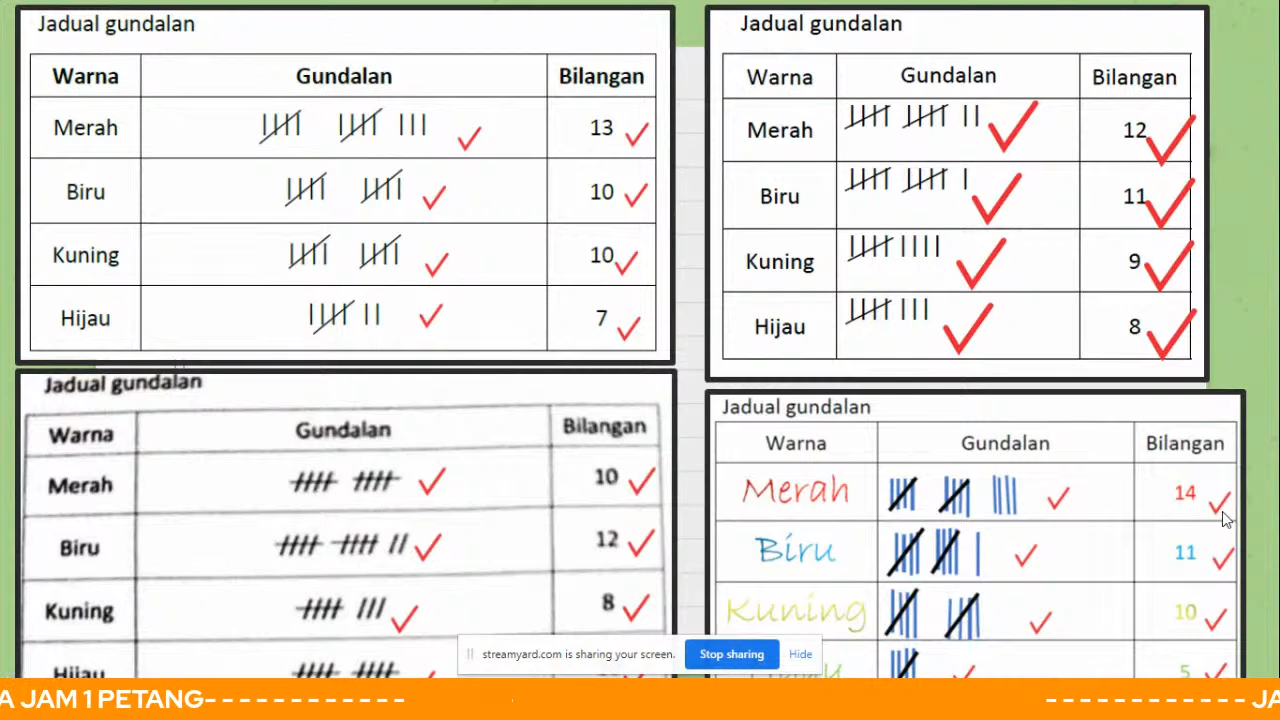 Jadual gundalan
Warna Gundalan Bilangan
Merah 13
Biru 10
Kuning 10
Hijau 7
Jadual gundalan
Warna Gundalan Bilangan
Merah 12
Biru 11
Kuning 9
Hijau 8
Jadual gundalan
Warna Gundalan Bilangan
Merah 10
Biru 12
Kuning 8
Hijau
Jadual gundalan
Warna Gundalan Bilangan
Merah 14
Biru 11
Kuning 10
5
streamyard.com is sharing your screen. Stop sharing Hide
A JAM 1 PETANG------------ ------------JA